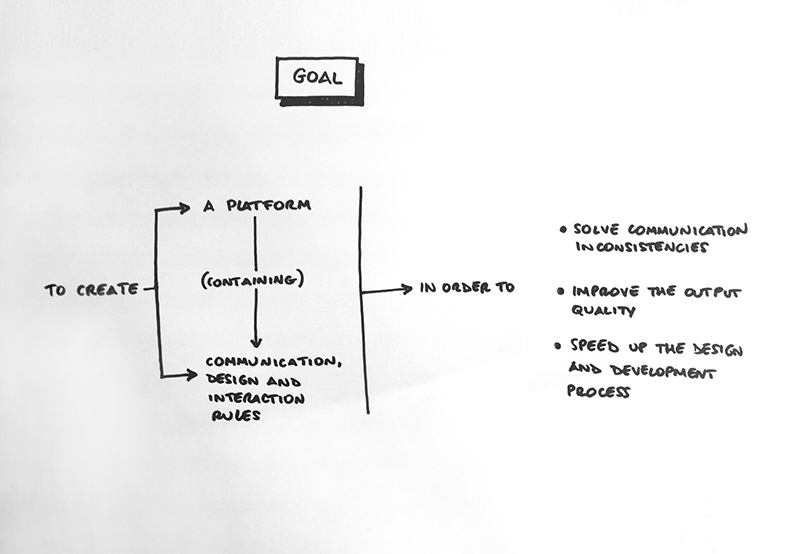 GOAL
TO CREATE
A PLATFORM
(CONTAINING)
COMMUNICATION,
DESIGN AND
INTERACTION
RULES
IN ORDER TO
• SOLVE COMMUNICATION
INCONSISTENCIES
• IMPROVE THE OUTPUT
QUALITY
• SPEED UP THE DESIGN
AND DEVELOPMENT
PROCESS